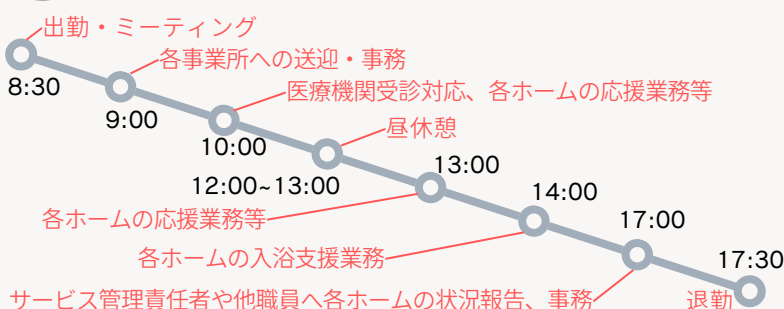 出勤・ミーティング
8:30
各事業所への送迎・事務
9:00
医療機関受診対応、各ホームの応援業務等
10:00
昼休憩
12:00~13:00
13:00
各ホームの応援業務等
14:00
各ホームの入浴支援業務
17:00
サービス管理責任者や他職員へ各ホームの状況報告、事務
17:30
退勤